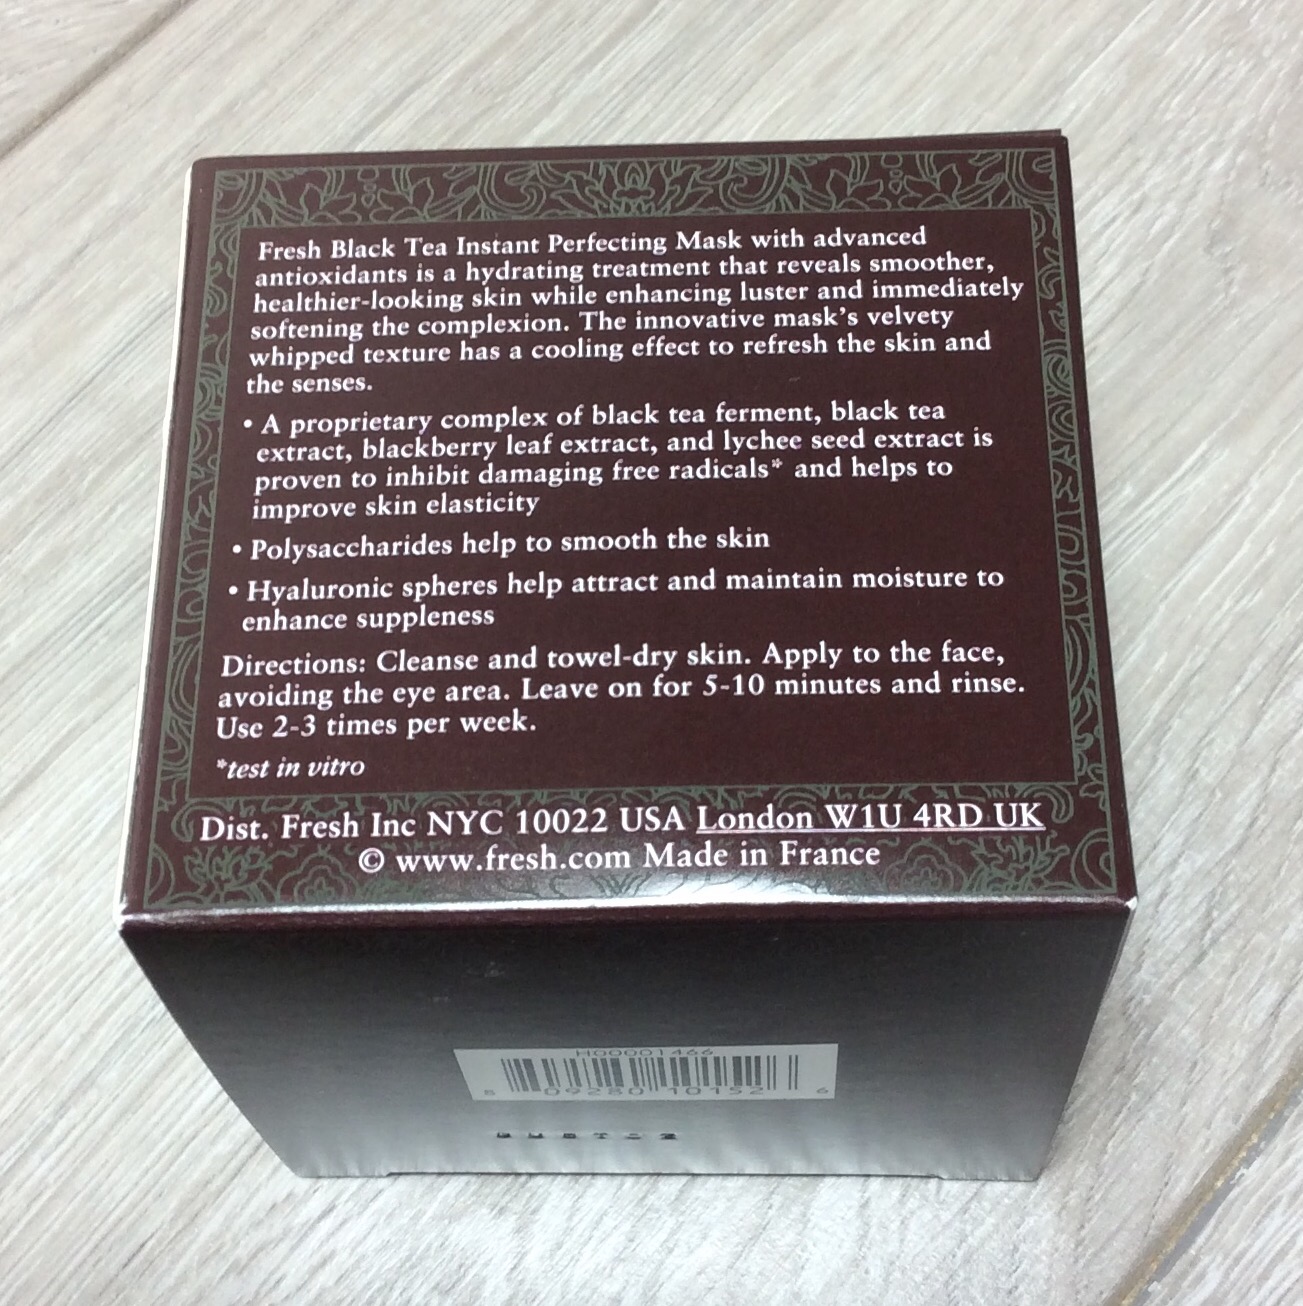 Fresh Black Tea Instant Perfecting Mask with advanced
antioxidants is a hydrating treatment that reveals smoother,
healthier-looking skin while enhancing luster and immediately
softening the complexion. The innovative mask's velvety
whipped texture has a cooling effect to refresh the skin and
the senses.
• A proprietary complex of black tea ferment, black tea
extract, blackberry leaf extract, and lychee seed extract is
proven to inhibit damaging free radicals* and helps to
improve skin elasticity
• Polysaccharides help to smooth the skin
• Hyaluronic spheres help attract and maintain moisture to
enhance suppleness
Directions: Cleanse and towel-dry skin. Apply to the face,
avoiding the eye area. Leave on for 5-10 minutes and rinse.
Use 2-3 times per week.
*test in vitro
Dist. Fresh Inc NYC 10022 USA London W1U 4RD UK
© www.fresh.com Made in France
H00001466
8 09280 10152 6